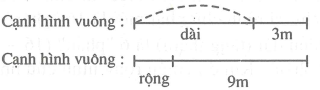 Cạnh hình vuông :
dài 3m
Cạnh hình vuông :
rộng 9m